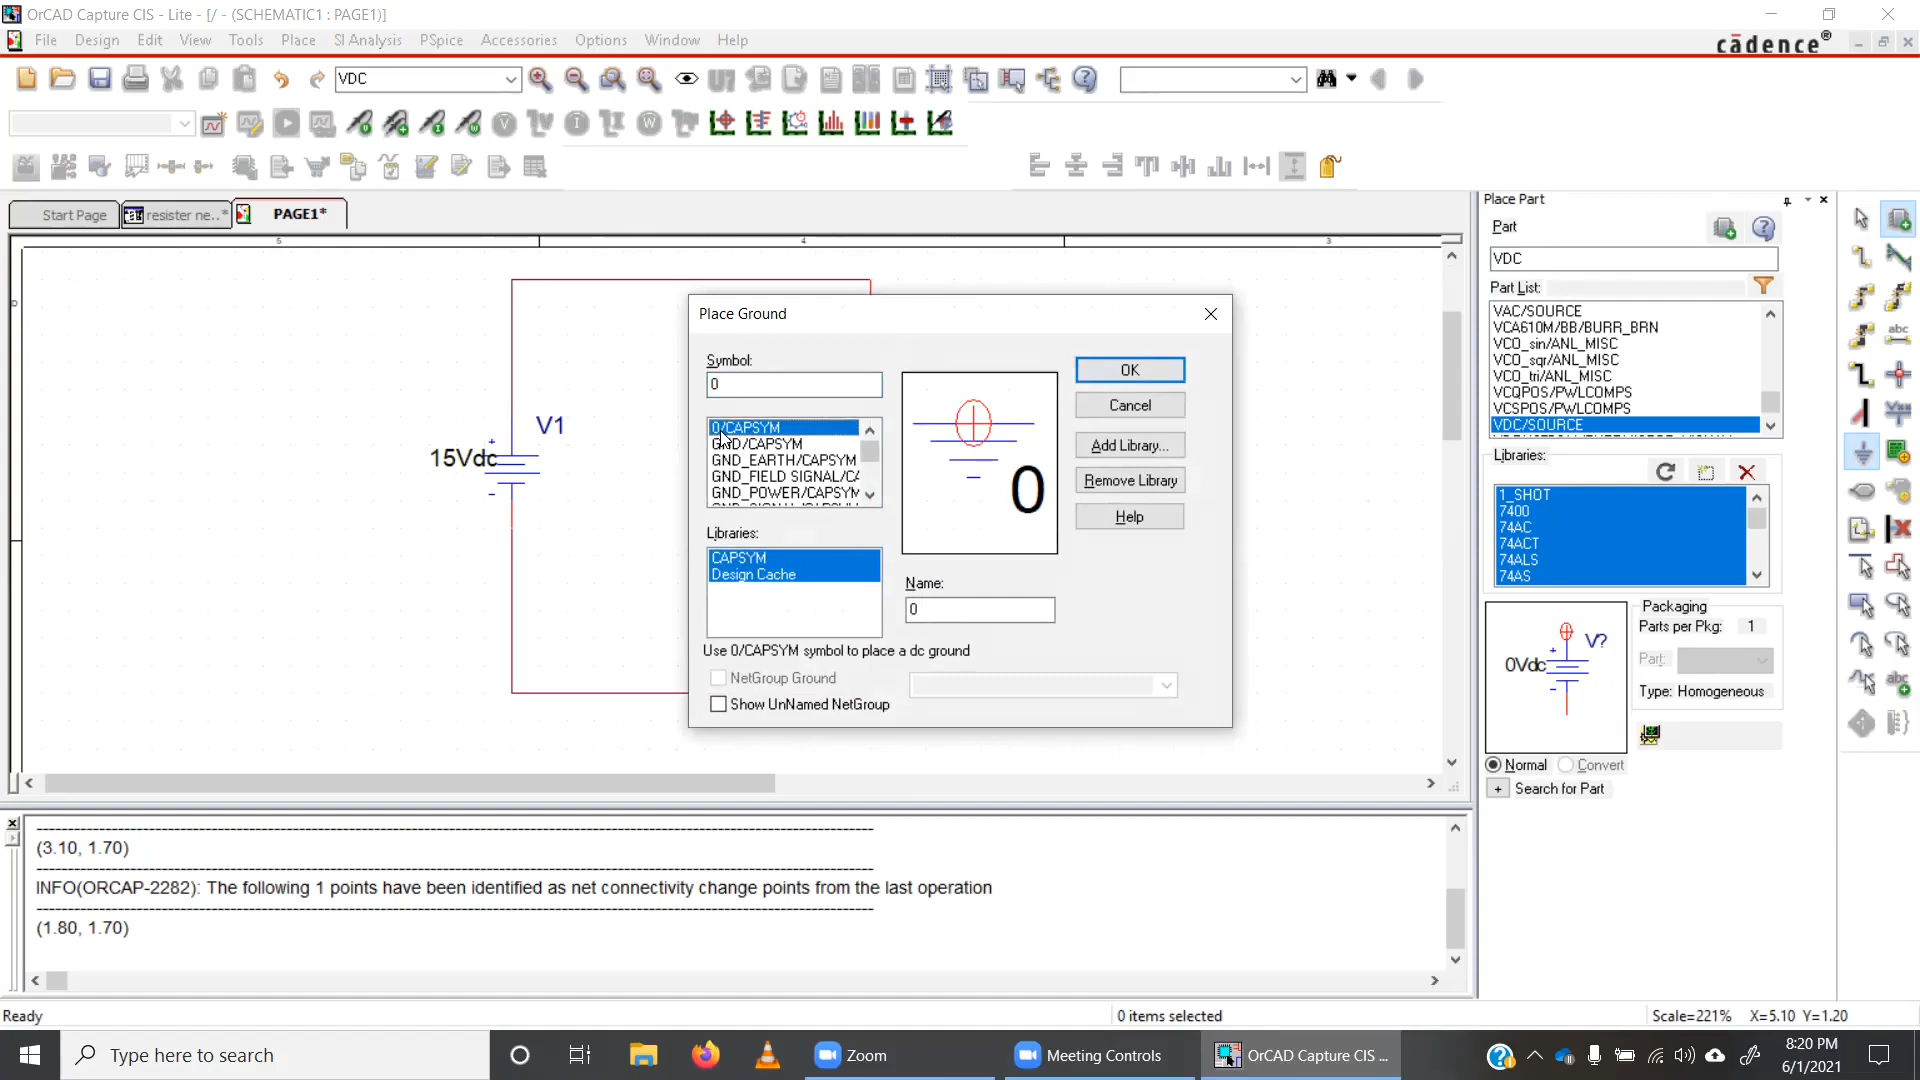 OrCAD Capture CIS - Lite - [/ - (SCHEMATIC1 : PAGE1)]
File Design Edit View Tools Place SI Analysis PSpice Accessories Options Window Help
cādence®
VDC
Start Page
resister ne..*
PAGE1*
5 4 3
D
V1
15Vdc
+
-
Place Ground
Symbol:
0
0/CAPSYM
GND/CAPSYM
GND_EARTH/CAPSYM
GND_FIELD SIGNAL/CA
GND_POWER/CAPSYM
Libraries:
CAPSYM
Design Cache
0
OK
Cancel
Add Library...
Remove Library
Help
Name:
0
Use 0/CAPSYM symbol to place a dc ground
NetGroup Ground
Show UnNamed NetGroup
Place Part
Part
VDC
Part List:
VAC/SOURCE
VCA610M/BB/BURR_BRN
VCO_sin/ANL_MISC
VCO_sqr/ANL_MISC
VCO_tri/ANL_MISC
VCQPOS/PWLCOMPS
VCSPOS/PWLCOMPS
VDC/SOURCE
Libraries:
1_SHOT
7400
74AC
74ACT
74ALS
74AS
V?
0Vdc
+
-
Packaging
Parts per Pkg: 1
Part:
Type: Homogeneous
Normal Convert
+ Search for Part
(3.10, 1.70)
INFO(ORCAP-2282): The following 1 points have been identified as net connectivity change points from the last operation
(1.80, 1.70)
Ready
0 items selected
Scale=221% X=5.10 Y=1.20
Type here to search
Zoom
Meeting Controls
OrCAD Capture CIS ...
8:20 PM
6/1/2021